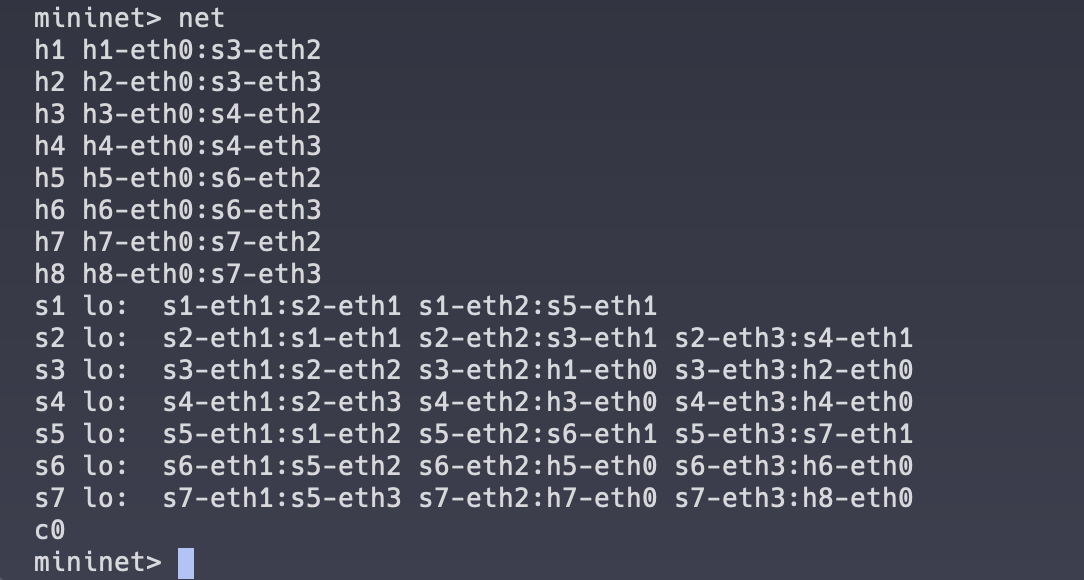 mininet> net
h1 h1-eth0:s3-eth2
h2 h2-eth0:s3-eth3
h3 h3-eth0:s4-eth2
h4 h4-eth0:s4-eth3
h5 h5-eth0:s6-eth2
h6 h6-eth0:s6-eth3
h7 h7-eth0:s7-eth2
h8 h8-eth0:s7-eth3
s1 lo:  s1-eth1:s2-eth1 s1-eth2:s5-eth1
s2 lo:  s2-eth1:s1-eth1 s2-eth2:s3-eth1 s2-eth3:s4-eth1
s3 lo:  s3-eth1:s2-eth2 s3-eth2:h1-eth0 s3-eth3:h2-eth0
s4 lo:  s4-eth1:s2-eth3 s4-eth2:h3-eth0 s4-eth3:h4-eth0
s5 lo:  s5-eth1:s1-eth2 s5-eth2:s6-eth1 s5-eth3:s7-eth1
s6 lo:  s6-eth1:s5-eth2 s6-eth2:h5-eth0 s6-eth3:h6-eth0
s7 lo:  s7-eth1:s5-eth3 s7-eth2:h7-eth0 s7-eth3:h8-eth0
c0
mininet>